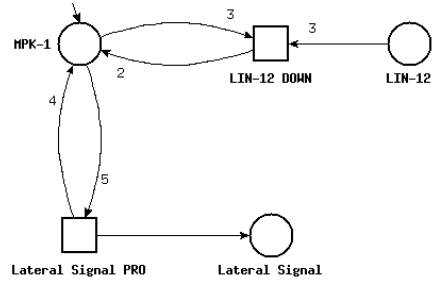 3
3
MPK-1
2
LIN-12 DOWN
LIN-12
4
5
Lateral Signal PRO
Lateral Signal